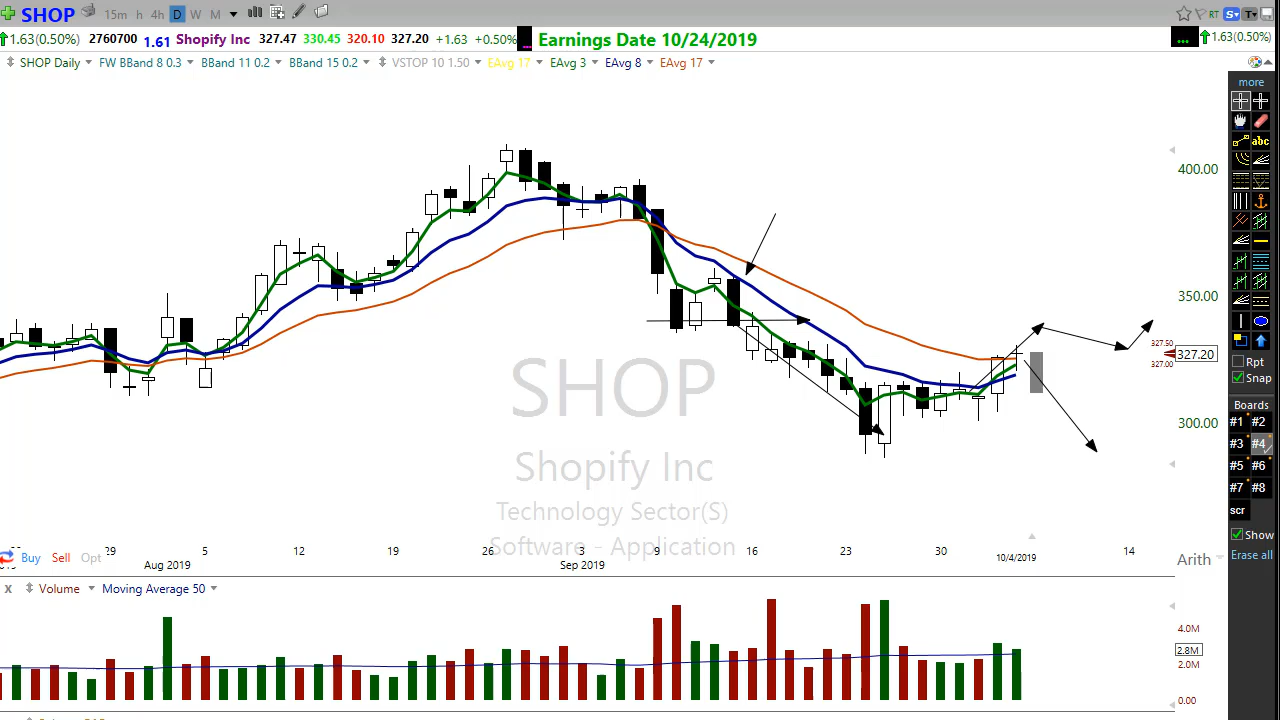 SHOP 15m h 4h D W M RT S T
1.63(0.50%) 2760700 1.61 Shopify Inc 327.47 330.45 320.10 327.20 +1.63 +0.50% ... Earnings Date 10/24/2019 ... 1.63(0.50%)
SHOP Daily FW BBand 8 0.3 BBand 11 0.2 BBand 15 0.2 VSTOP 10 1.50 EAvg 17 EAvg 3 EAvg 8 EAvg 17
more
abc
400.00
350.00
327.50
327.20
327.00
300.00
Rpt
Snap
Boards
#1 #2
#3 #4
#5 #6
#7 #8
scr
Show
Erase all
SHOP
Shopify Inc
Technology Sector(S)
Software - Application
29 5 12 19 26 3 9 16 23 30 10/4/2019 14
Buy Sell Opt
Aug 2019 Sep 2019
Arith
X Volume Moving Average 50
4.0M
2.8M
2.0M
0.00